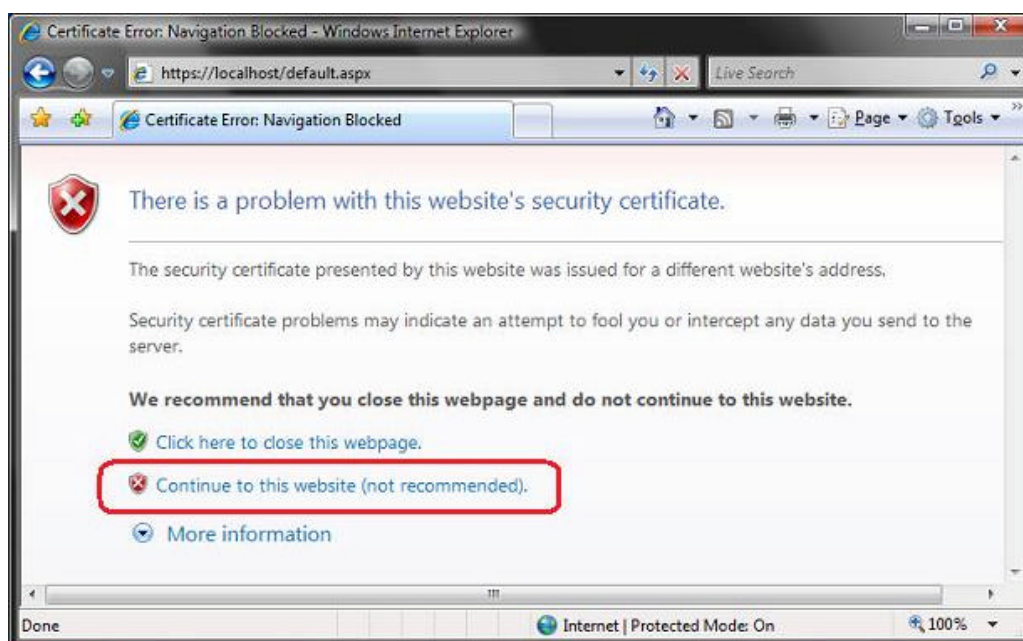 Certificate Error: Navigation Blocked - Windows Internet Explorer
https://localhost/default.aspx
Live Search
Certificate Error: Navigation Blocked
Page
Tools
There is a problem with this website's security certificate.
The security certificate presented by this website was issued for a different website's address.
Security certificate problems may indicate an attempt to fool you or intercept any data you send to the
server.
We recommend that you close this webpage and do not continue to this website.
Click here to close this webpage.
Continue to this website (not recommended).
More information
Done
Internet | Protected Mode: On
100%